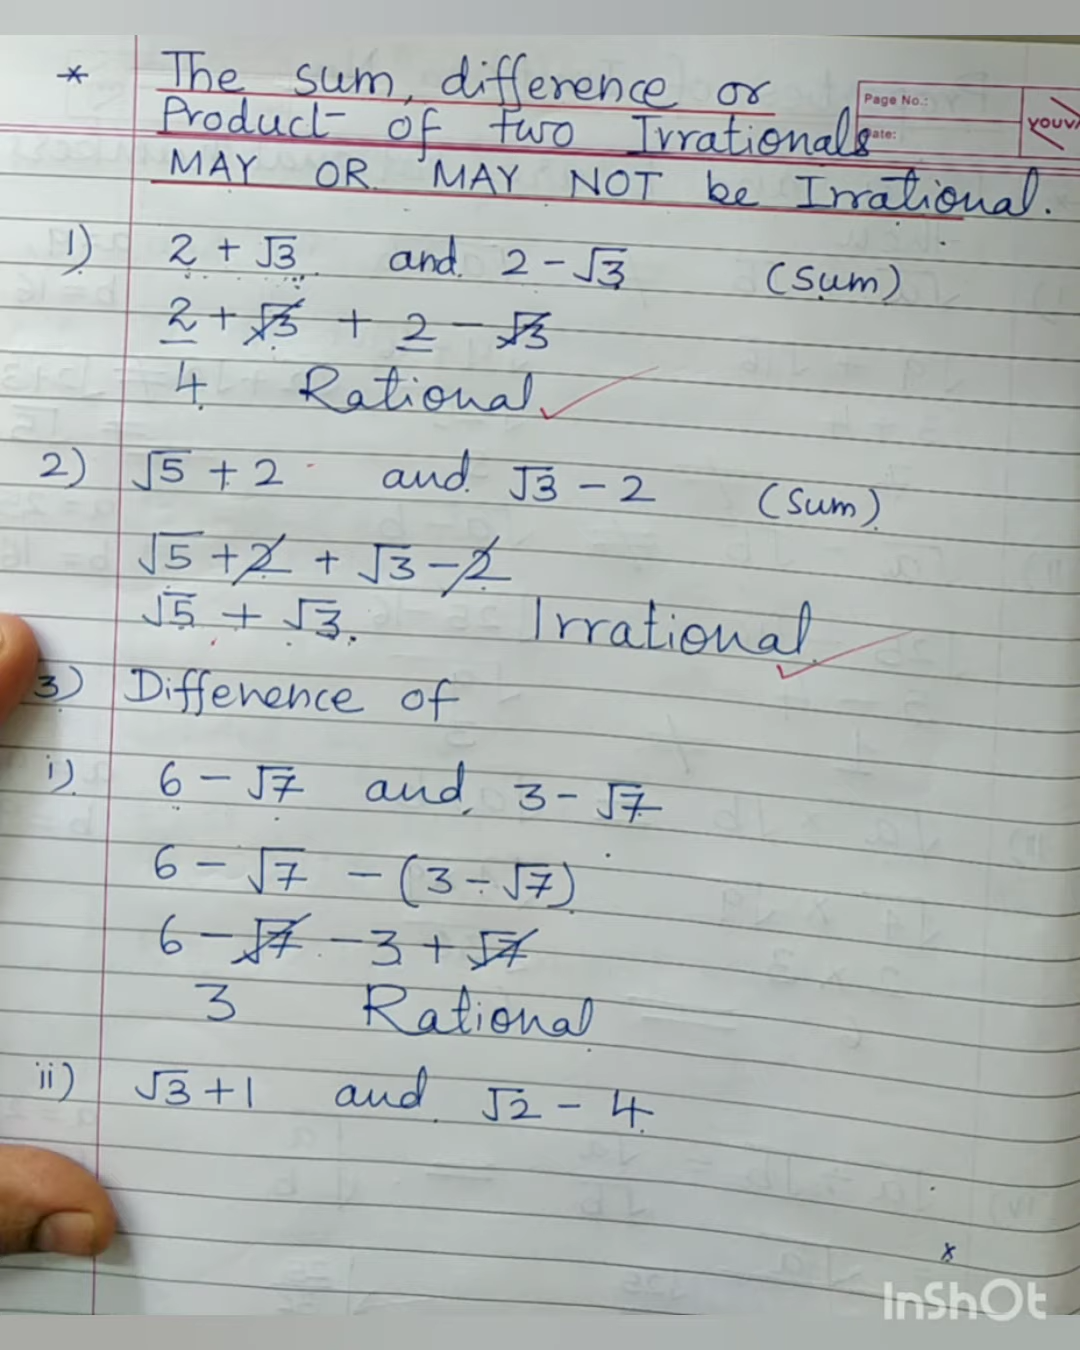 * The sum, difference or
Product of two Irrationals
MAY OR MAY NOT be Irrational.
Page No.:
Date:
YOUVA
1) 2 + √3 and 2 - √3 (Sum)
2 + √3 + 2 - √3
4 Rational ✓
2) √5 + 2 and √3 - 2 (Sum)
√5 + 2 + √3 - 2
√5 + √3. Irrational ✓
3) Difference of
i) 6 - √7 and 3 - √7
6 - √7 - (3 - √7)
6 - √7 - 3 + √7
3 Rational
ii) √3 + 1 and √2 - 4
x
InShOt